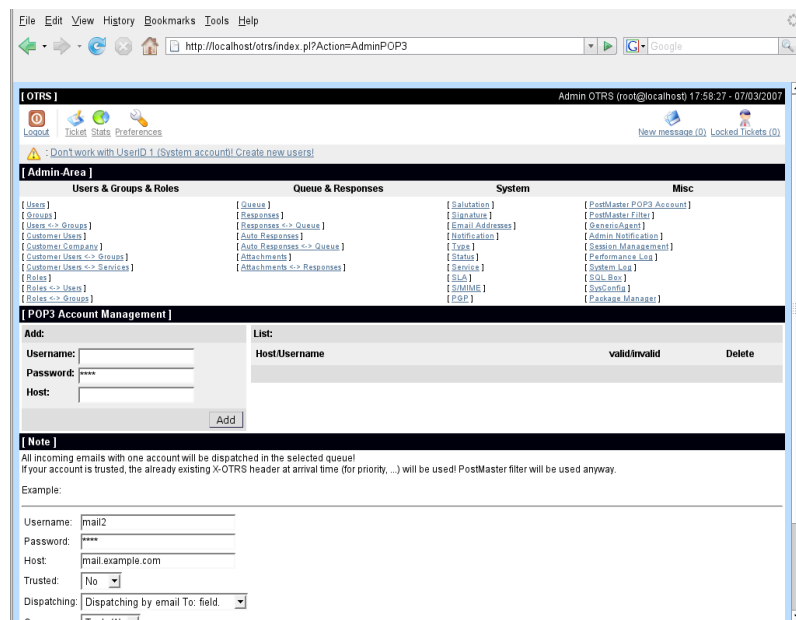 File Edit View History Bookmarks Tools Help
http://localhost/otrs/index.pl?Action=AdminPOP3 G Google
[ OTRS ] Admin OTRS (root@localhost) 17:58:27 - 07/03/2007
Logout Ticket Stats Preferences New message (0) Locked Tickets (0)
: Don't work with UserID 1 (System account)! Create new users!
[ Admin-Area ]
Users & Groups & Roles Queue & Responses System Misc
[ Users ] [ Queue ] [ Salutation ] [ PostMaster POP3 Account ]
[ Groups ] [ Responses ] [ Signature ] [ PostMaster Filter ]
[ Users <-> Groups ] [ Responses <-> Queue ] [ Email Addresses ] [ GenericAgent ]
[ Customer Users ] [ Auto Responses ] [ Notification ] [ Admin Notification ]
[ Customer Company ] [ Auto Responses <-> Queue ] [ Type ] [ Session Management ]
[ Customer Users <-> Groups ] [ Attachments ] [ Status ] [ Performance Log ]
[ Customer Users <-> Services ] [ Attachments <-> Responses ] [ Service ] [ System Log ]
[ Roles ] [ SLA ] [ SQL Box ]
[ Roles <-> Users ] [ S/MIME ] [ SysConfig ]
[ Roles <-> Groups ] [ PGP ] [ Package Manager ]
[ POP3 Account Management ]
Add: List:
Username: Host/Username valid/invalid Delete
Password: ****
Host:
Add
[ Note ]
All incoming emails with one account will be dispatched in the selected queue!
If your account is trusted, the already existing X-OTRS header at arrival time (for priority, ...) will be used! PostMaster filter will be used anyway.
Example:
Username: mail2
Password: ****
Host: mail.example.com
Trusted: No
Dispatching: Dispatching by email To: field.